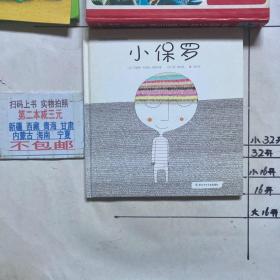 小保罗
扫码上书 实物拍照
第二本减三元
新疆 西藏 青海 甘肃
内蒙古 海南 宁夏
不包邮
小32开
32开
小16开
16开
大16开